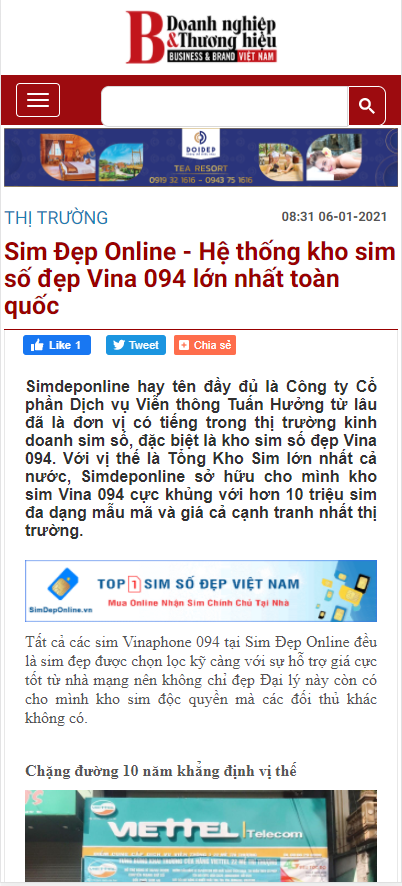 Doanh nghiệp
&Thương hiệu
BUSINESS & BRAND VIỆT NAM
DOIDEP
TEA RESORT
0919 32 1616 - 0943 75 1616
THỊ TRƯỜNG
08:31 06-01-2021
Sim Đẹp Online - Hệ thống kho sim
số đẹp Vina 094 lớn nhất toàn
quốc
Like 1
Tweet
Chia sẻ
Simdeponline hay tên đầy đủ là Công ty Cổ
phần Dịch vụ Viễn thông Tuấn Hưởng từ lâu
đã là đơn vị có tiếng trong thị trường kinh
doanh sim số, đặc biệt là kho sim số đẹp Vina
094. Với vị thế là Tổng Kho Sim lớn nhất cả
nước, Simdeponline sở hữu cho mình kho
sim Vina 094 cực khủng với hơn 10 triệu sim
đa dạng mẫu mã và giá cả cạnh tranh nhất thị
trường.
SimDepOnline.vn
TOP 1 SIM SỐ ĐẸP VIỆT NAM
Mua Online Nhận Sim Chính Chủ Tại Nhà
Tất cả các sim Vinaphone 094 tại Sim Đẹp Online đều
là sim đẹp được chọn lọc kỹ càng với sự hỗ trợ giá cực
tốt từ nhà mạng nên không chỉ đẹp Đại lý này còn có
cho mình kho sim độc quyền mà các đối thủ khác
không có.
Chặng đường 10 năm khẳng định vị thế
VIETTEL Telecom